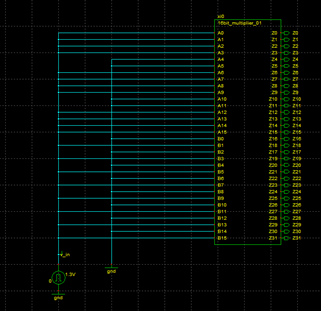 xi0
16bit_multiplier_01
A0 Z0 Z0
A1 Z1 Z1
A2 Z2 Z2
A3 Z3 Z3
A4 Z4 Z4
A5 Z5 Z5
A6 Z6 Z6
A7 Z7 Z7
A8 Z8 Z8
A9 Z9 Z9
A10 Z10 Z10
A11 Z11 Z11
A12 Z12 Z12
A13 Z13 Z13
A14 Z14 Z14
A15 Z15 Z15
B0 Z16 Z16
B1 Z18 Z18
B2 Z17 Z17
B3 Z19 Z19
B4 Z20 Z20
B5 Z21 Z21
B6 Z22 Z22
B7 Z23 Z23
B8 Z24 Z24
B9 Z25 Z25
B10 Z26 Z26
B11 Z27 Z27
B12 Z28 Z28
B13 Z29 Z29
B14 Z30 Z30
B15 Z31 Z31
v_in
gnd
1.3V
0
gnd